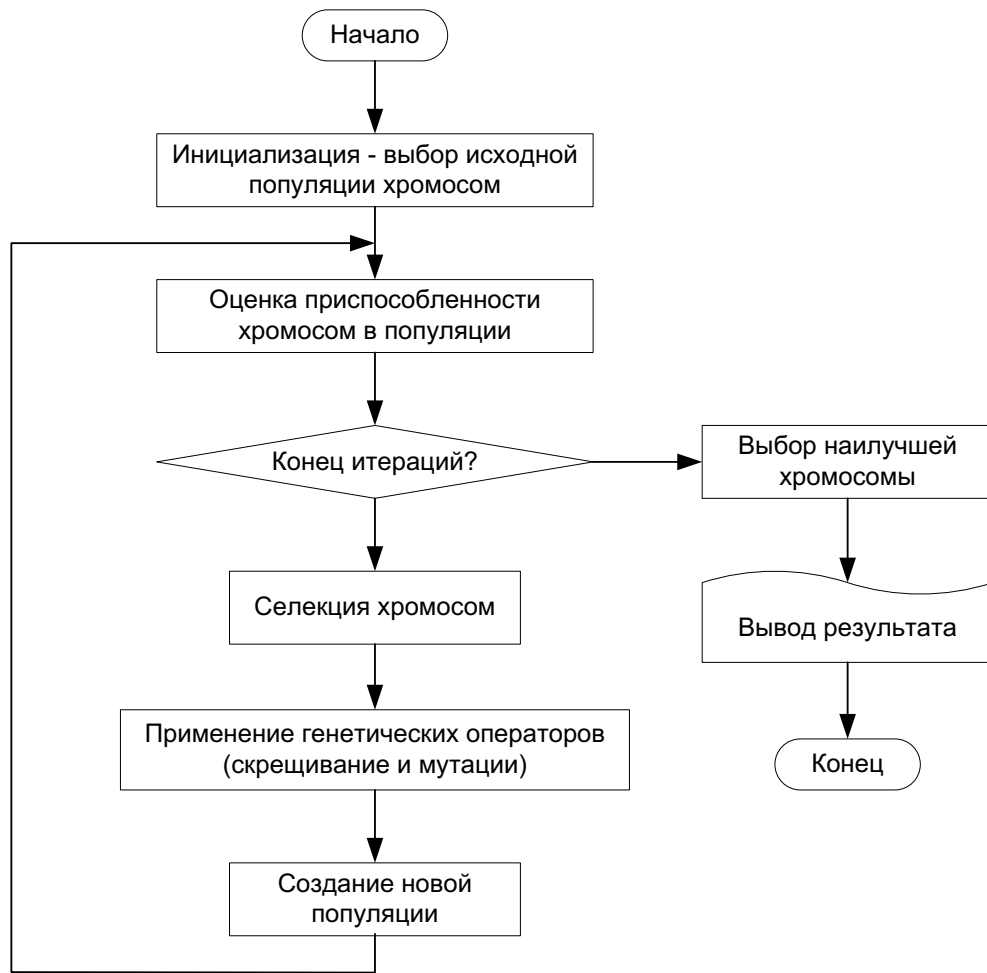 Начало
Инициализация - выбор исходной
популяции хромосом
Оценка приспособленности
хромосом в популяции
Конец итераций?
Выбор наилучшей
хромосомы
Селекция хромосом
Вывод результата
Применение генетических операторов
(скрещивание и мутации)
Конец
Создание новой
популяции